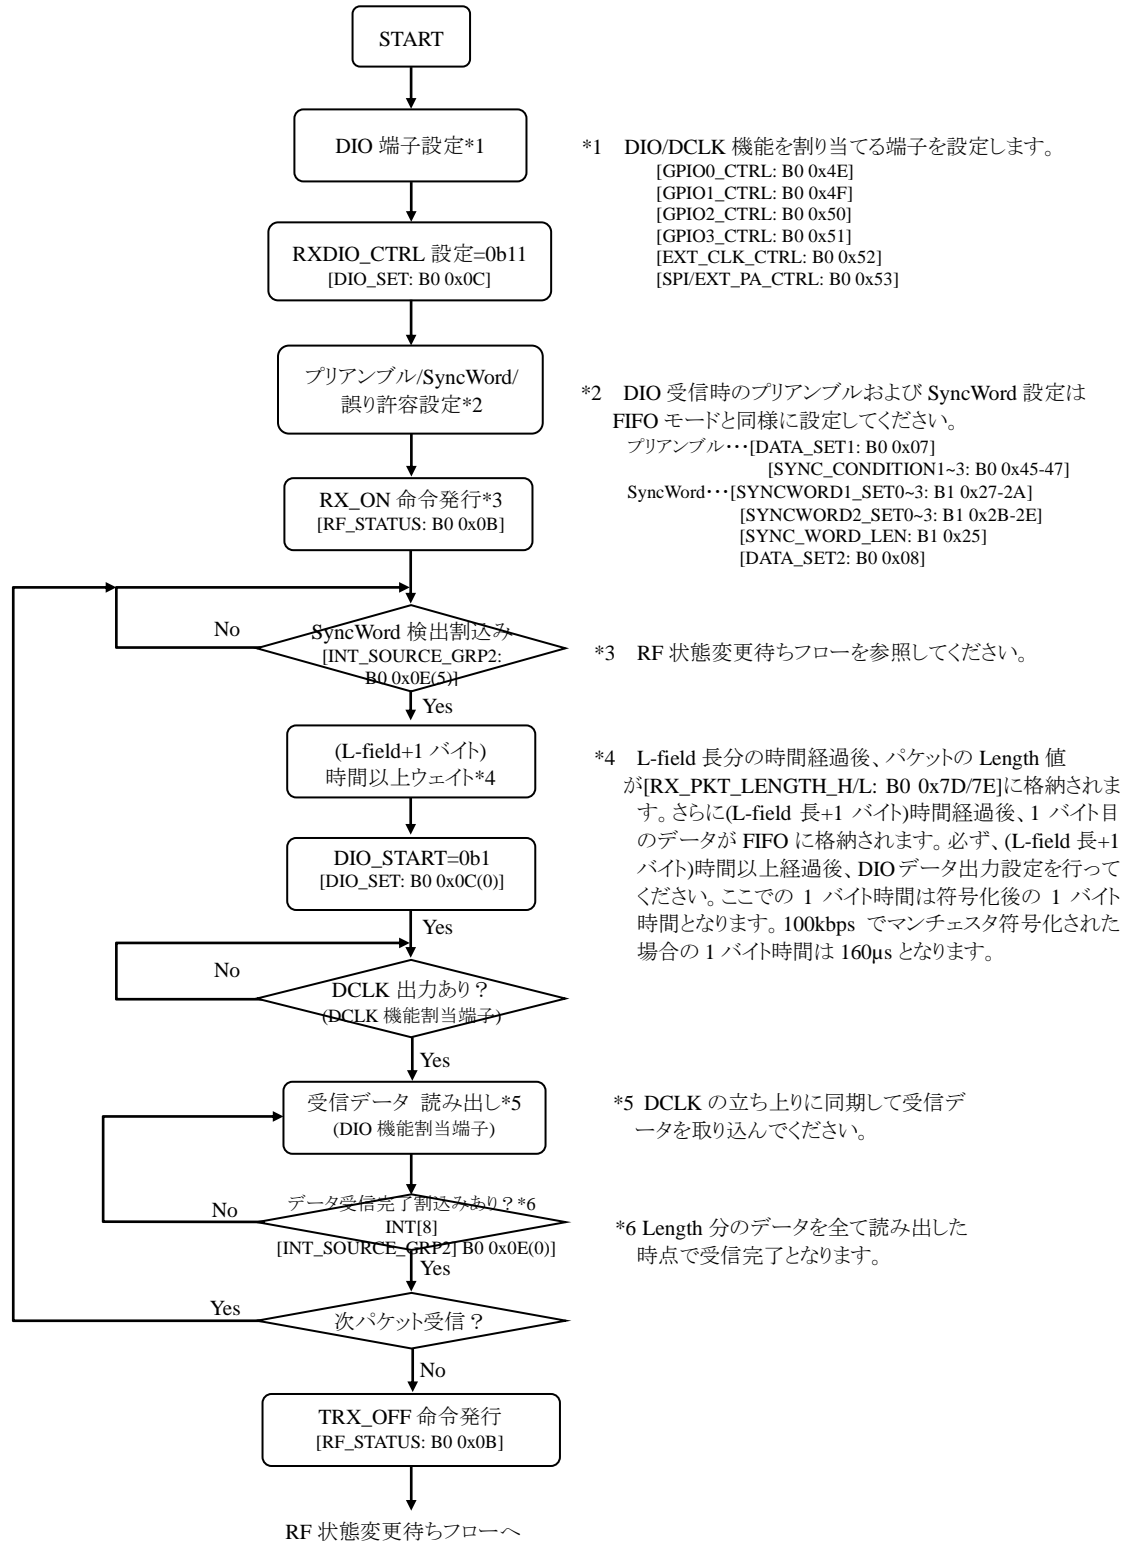 START
DIO 端子設定*1
*1 DIO/DCLK 機能を割り当てる端子を設定します。
[GPIO0_CTRL: B0 0x4E]
[GPIO1_CTRL: B0 0x4F]
[GPIO2_CTRL: B0 0x50]
[GPIO3_CTRL: B0 0x51]
[EXT_CLK_CTRL: B0 0x52]
[SPI/EXT_PA_CTRL: B0 0x53]
RXDIO_CTRL 設定=0b11
[DIO_SET: B0 0x0C]
プリアンブル/SyncWord/
誤り許容設定*2
*2 DIO 受信時のプリアンブルおよび SyncWord 設定は
FIFO モードと同様に設定してください。
プリアンブル・・・[DATA_SET1: B0 0x07]
[SYNC_CONDITION1~3: B0 0x45-47]
SyncWord・・・[SYNCWORD1_SET0~3: B1 0x27-2A]
[SYNCWORD2_SET0~3: B1 0x2B-2E]
[SYNC_WORD_LEN: B1 0x25]
[DATA_SET2: B0 0x08]
RX_ON 命令発行*3
[RF_STATUS: B0 0x0B]
No
SyncWord 検出割込み
[INT_SOURCE_GRP2:
B0 0x0E(5)]
Yes
*3 RF 状態変更待ちフローを参照してください。
(L-field+1 バイト)
時間以上ウェイト*4
*4 L-field 長分の時間経過後、パケットの Length 値
が[RX_PKT_LENGTH_H/L: B0 0x7D/7E]に格納されま
す。さらに(L-field 長+1 バイト)時間経過後、1 バイト目
のデータが FIFO に格納されます。必ず、(L-field 長+1
バイト)時間以上経過後、DIO データ出力設定を行って
ください。ここでの 1 バイト時間は符号化後の 1 バイト
時間となります。100kbps でマンチェスタ符号化された
場合の 1 バイト時間は 160μs となります。
DIO_START=0b1
[DIO_SET: B0 0x0C(0)]
Yes
No
DCLK 出力あり？
(DCLK 機能割当端子)
Yes
受信データ 読み出し*5
(DIO 機能割当端子)
*5 DCLK の立ち上りに同期して受信デ
ータを取り込んでください。
No
データ受信完了割込みあり？*6
INT[8]
[INT_SOURCE_GRP2] B0 0x0E(0)]
Yes
*6 Length 分のデータを全て読み出した
時点で受信完了となります。
Yes
次パケット受信？
No
TRX_OFF 命令発行
[RF_STATUS: B0 0x0B]
RF 状態変更待ちフローへ